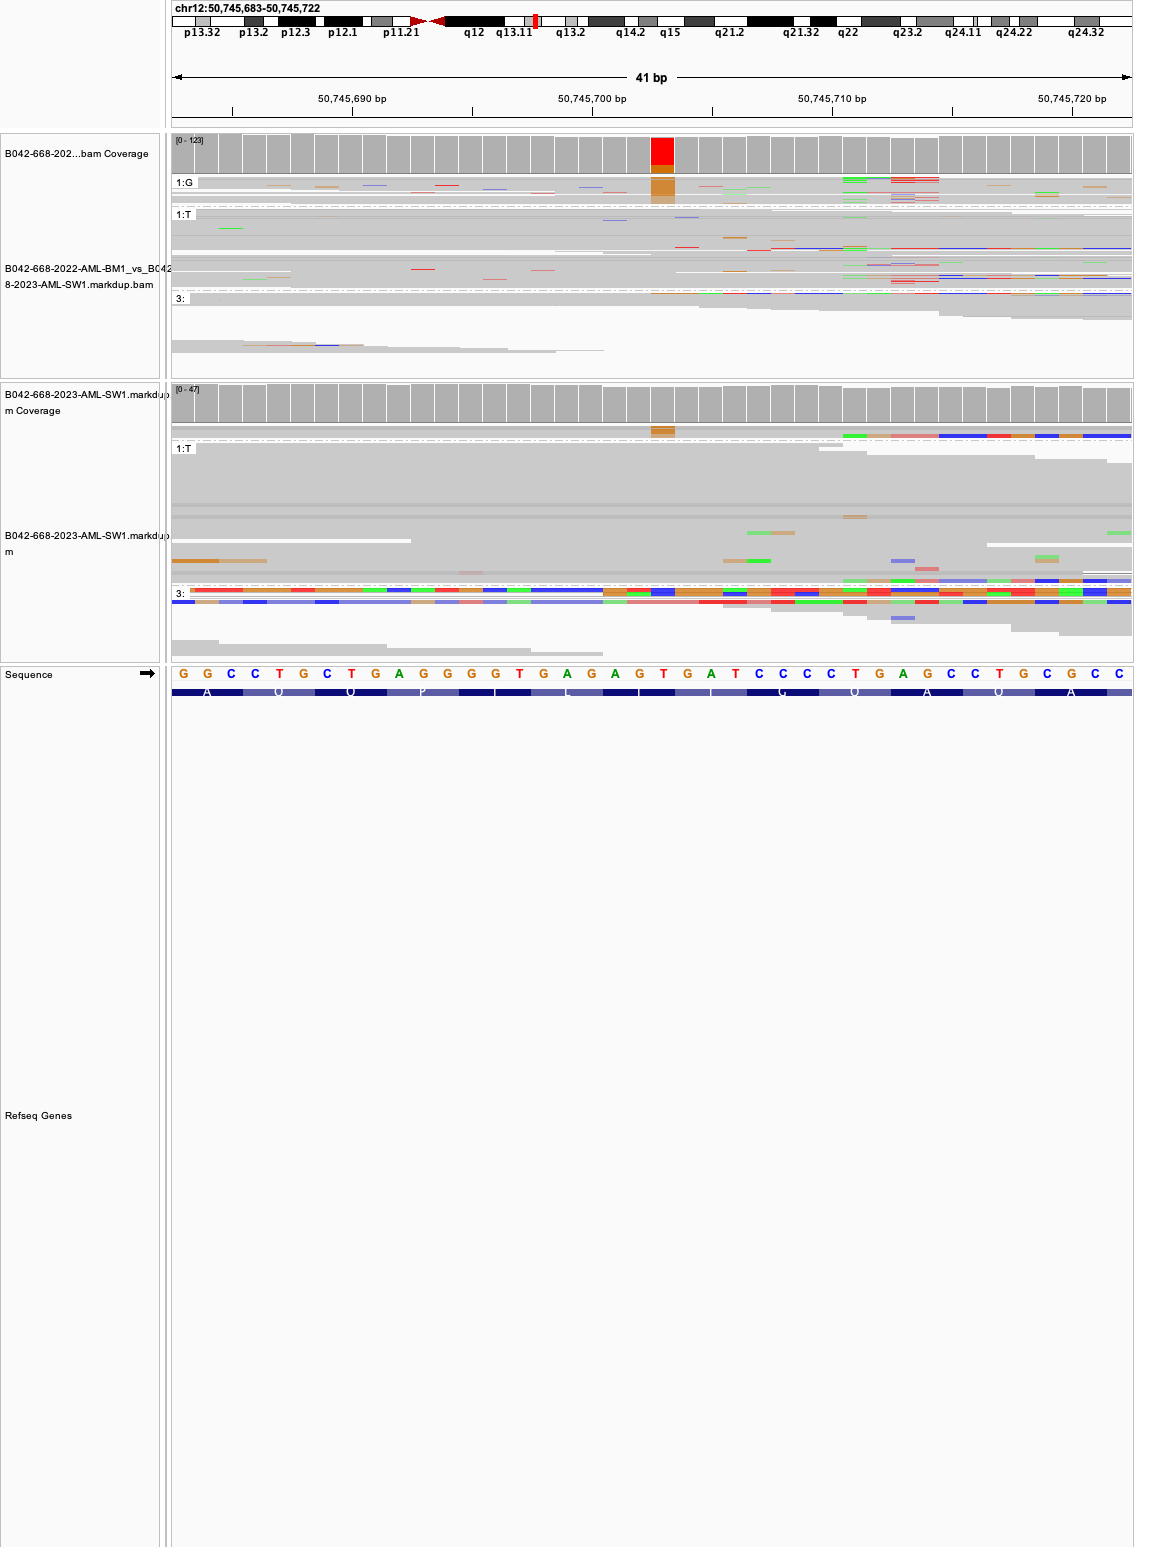 chr12:50,745,683-50,745,722
p13.32 p13.2 p12.3 p12.1 p11.21 q12 q13.11 q13.2 q14.2 q15 q21.2 q21.32 q22 q23.2 q24.11 q24.22 q24.32
41 bp
50,745,690 bp 50,745,700 bp 50,745,710 bp 50,745,720 bp
B042-668-202...bam Coverage
[0 - 123]
1:G
1:T
B042-668-2022-AML-BM1_vs_B042
8-2023-AML-SW1.markdup.bam
3:
B042-668-2023-AML-SW1.markdup
m Coverage
[0 - 47]
1:T
B042-668-2023-AML-SW1.markdup
m
3:
Sequence
G G C C T G C T G A G G G G T G A G A G T G A T C C C C T G A G C C T G C G C C
Refseq Genes